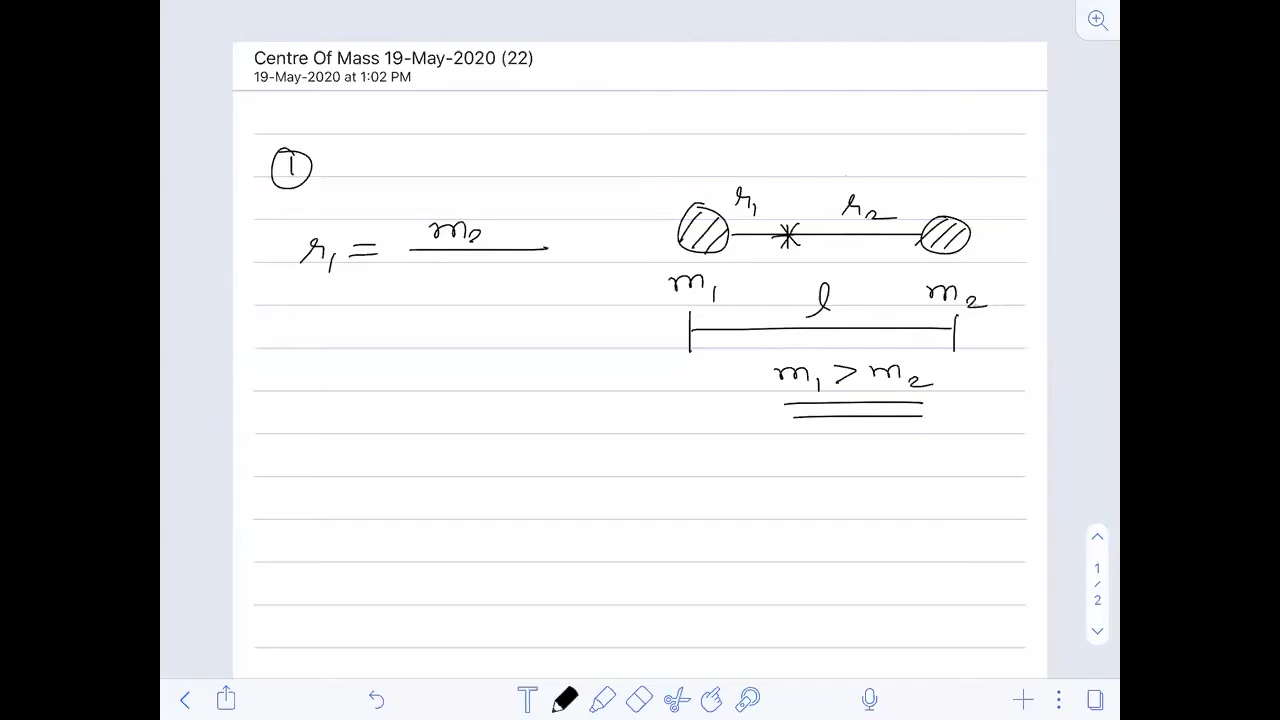 Centre Of Mass 19-May-2020 (22)
19-May-2020 at 1:02 PM
1
r₁ r₂
r₁ = m₂
m₁ l m₂
m₁ > m₂
1
/
2
T